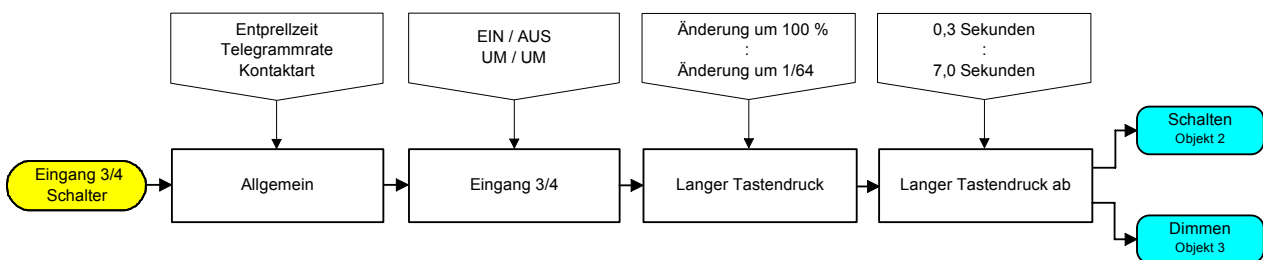 Entprellzeit
Telegrammrate
Kontaktart
EIN / AUS
UM / UM
Änderung um 100 %
:
Änderung um 1/64
0,3 Sekunden
:
7,0 Sekunden
Eingang 3/4
Schalter
Allgemein
Eingang 3/4
Langer Tastendruck
Langer Tastendruck ab
Schalten
Objekt 2
Dimmen
Objekt 3